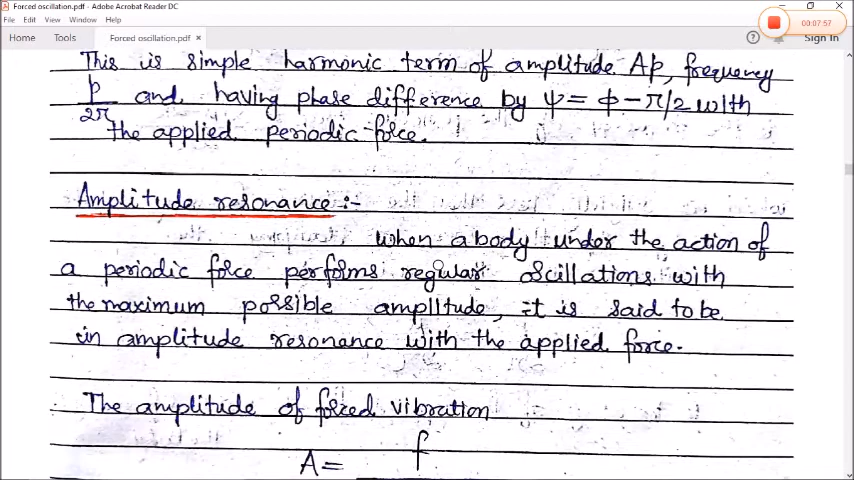 Forced oscillation.pdf - Adobe Acrobat Reader DC
File Edit View Window Help
Home Tools Forced oscillation.pdf × Sign In
00:07:57
This is simple harmonic term of amplitude Ap, frequency
p/2π and having phase difference by ψ = φ - π/2 with
the applied periodic force.
Amplitude resonance :-
when a body under the action of
a periodic force performs regular oscillations with
the maximum possible amplitude, it is said to be
in amplitude resonance with the applied force.
The amplitude of forced vibration
A = f